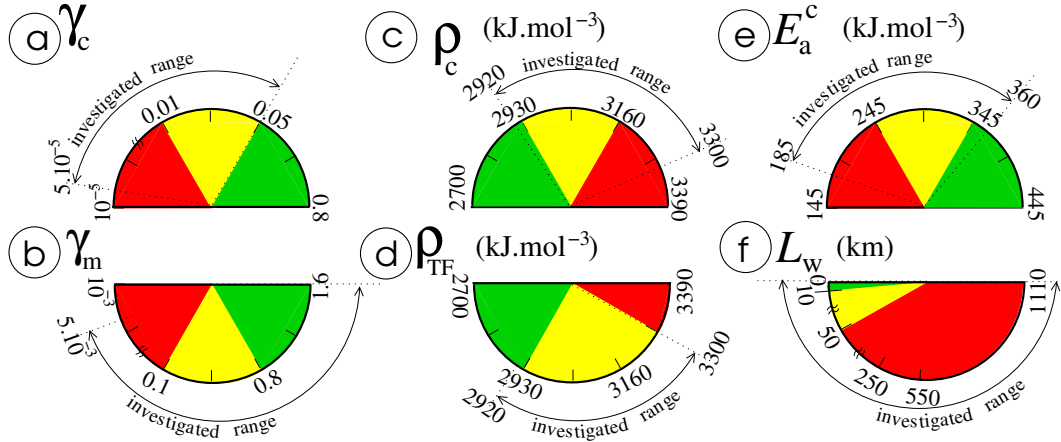 a γc
investigated range
5.10⁻⁵
10⁻⁵
0.01
0.05
0.8
c ρc (kJ.mol⁻³)
investigated range
2920
2930
3160
3300
2700
3390
e Eaᶜ (kJ.mol⁻³)
investigated range
185
245
345
360
145
445
b γm
10⁻³
5.10⁻³
0.1
0.8
1.6
investigated range
d ρTF (kJ.mol⁻³)
2700
2920
2930
3160
3300
3390
investigated range
f Lw (km)
0
10
50
250
550
1110
investigated range